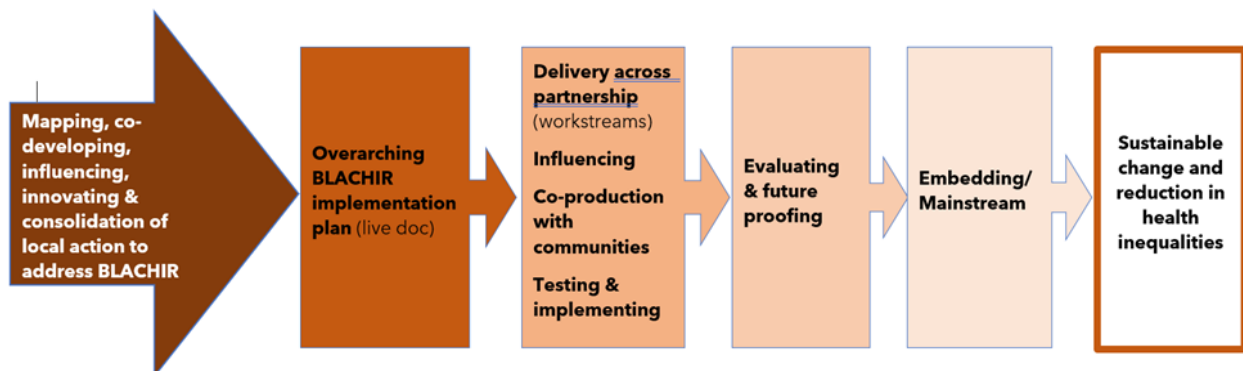 Mapping, co-
developing,
influencing,
innovating &
consolidation of
local action to
address BLACHIR
Overarching
BLACHIR
implementation
plan (live doc)
Delivery across
partnership
(workstreams)
Influencing
Co-production
with
communities
Testing &
implementing
Evaluating
& future
proofing
Embedding/
Mainstream
Sustainable
change and
reduction in
health
inequalities